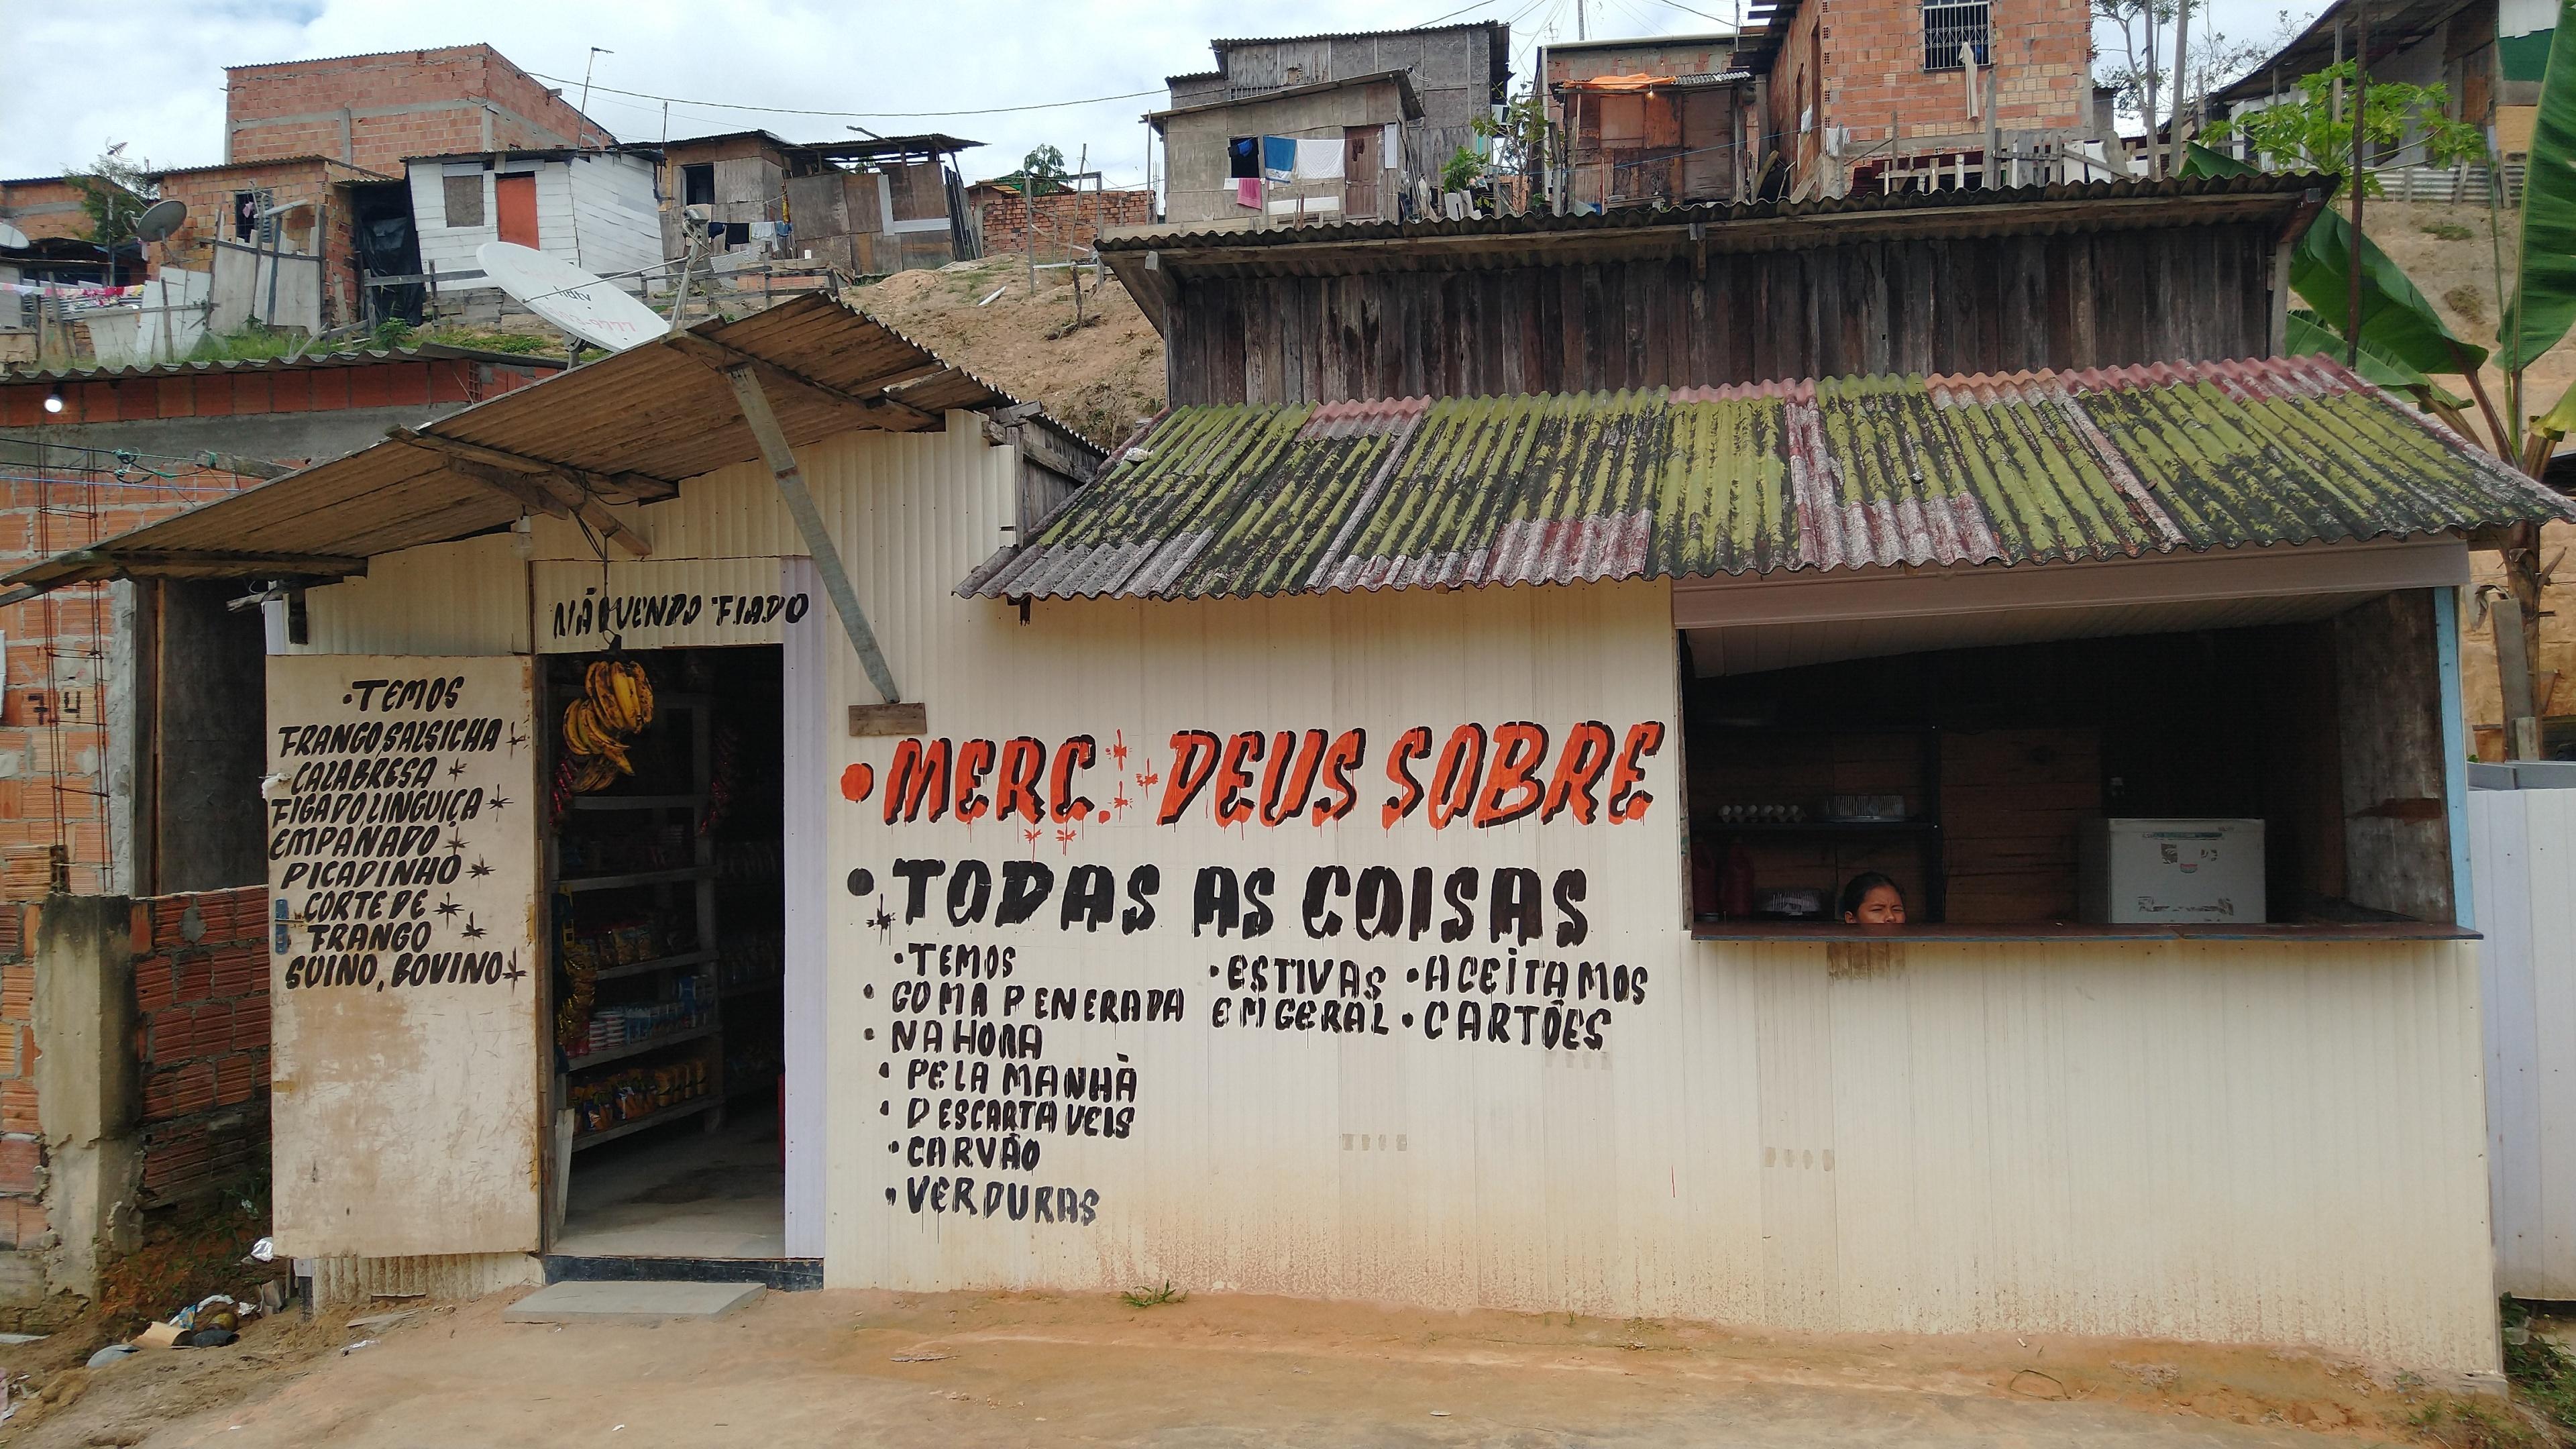 hdtv
NÃO VENDO FIADO
•TEMOS
FRANGO, SALSICHA
CALABRESA
FIGADO LINGUIÇA
EMPANADO
PICADINHO
CORTE DE
FRANGO
SUINO, BOVINO
•MERC. DEUS SOBRE
•TODAS AS COISAS
•TEMOS
•GOMA PENERADA
•NA HORA
•PELA MANHÃ
•DESCARTAVEIS
•CARVÃO
•VERDURAS
•ESTIVAS
EM GERAL
•ACEITAMOS
•CARTÕES
74